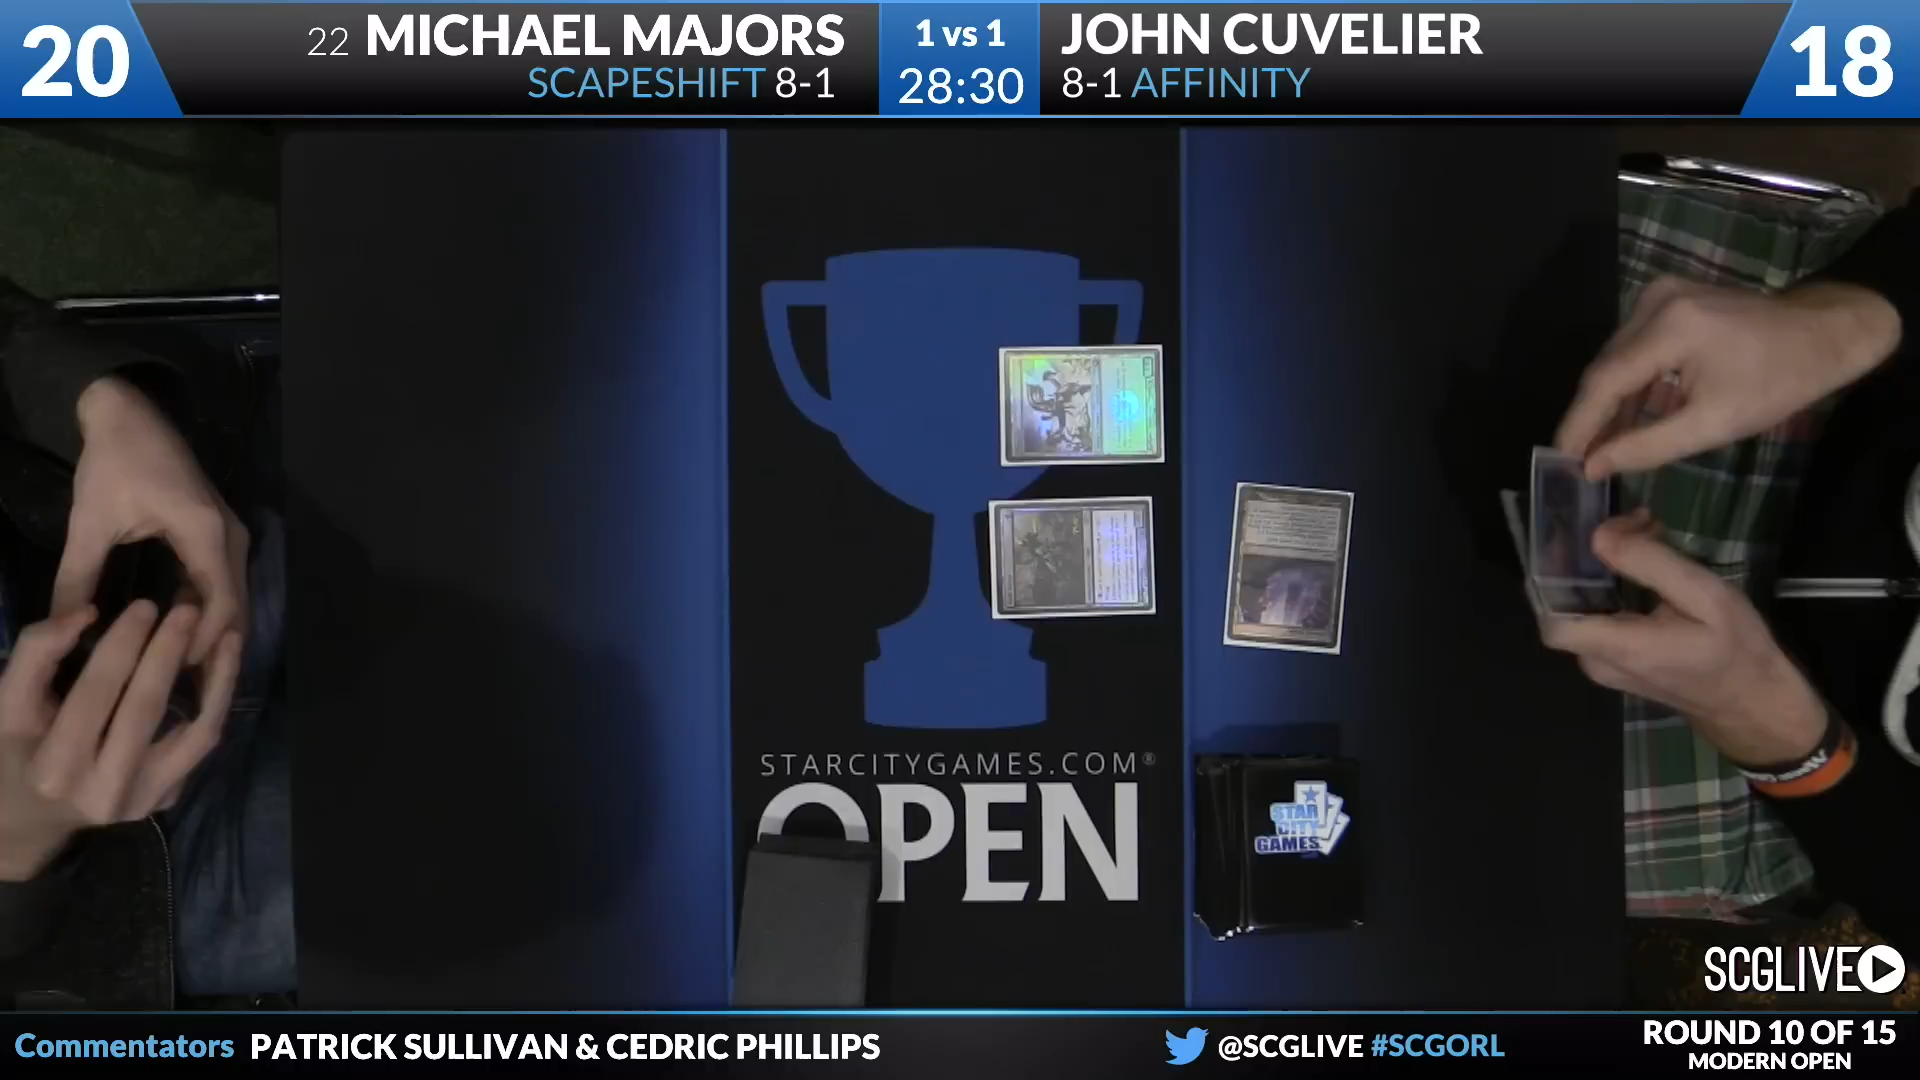 20
22 MICHAEL MAJORS
SCAPESHIFT 8-1
1 vs 1
28:30
JOHN CUVELIER
8-1 AFFINITY
18
STARCITYGAMES.COM®
OPEN
STAR
CITY
GAMES
SCGLIVE
Commentators PATRICK SULLIVAN & CEDRIC PHILLIPS
@SCGLIVE #SCGORL
ROUND 10 OF 15
MODERN OPEN